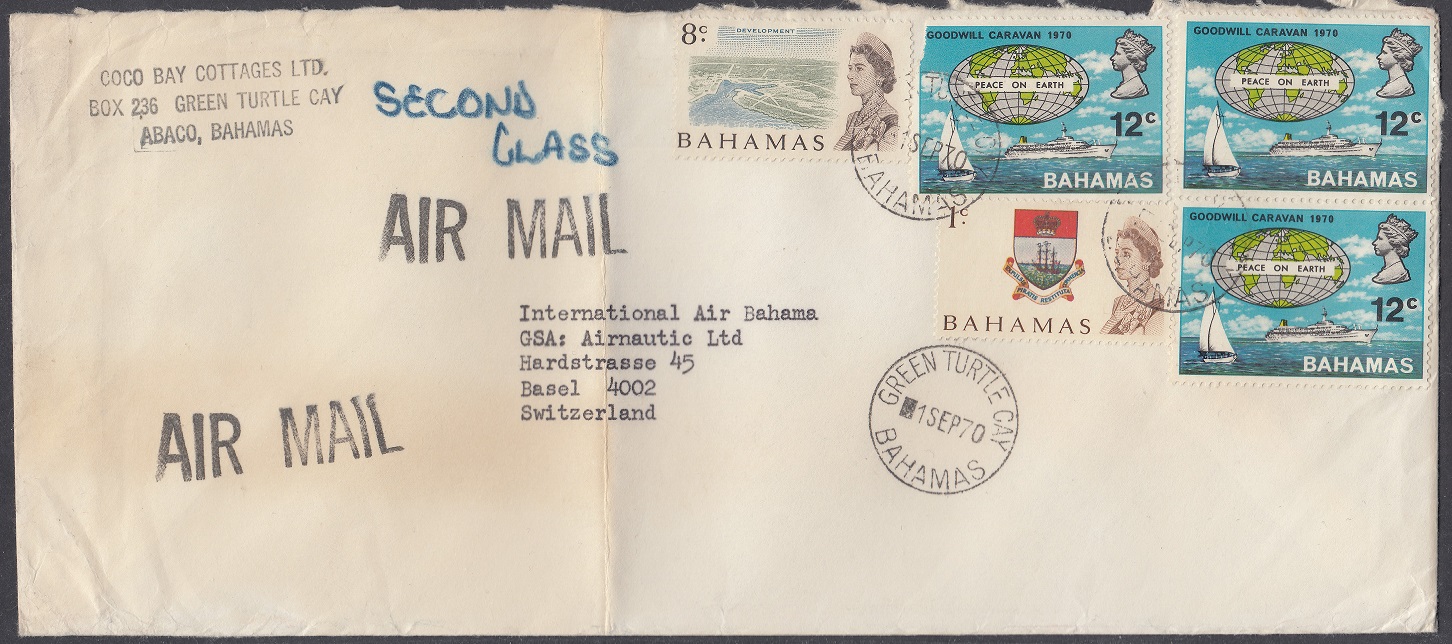 COCO BAY COTTAGES LTD.
BOX 236 GREEN TURTLE CAY
ABACO, BAHAMAS
SECOND
CLASS
AIR MAIL
AIR MAIL
International Air Bahama
GSA: Airnautic Ltd
Hardstrasse 45
Basel 4002
Switzerland
8c
DEVELOPMENT
BAHAMAS
GOODWILL CARAVAN 1970
PEACE ON EARTH
12c
BAHAMAS
GOODWILL CARAVAN 1970
PEACE ON EARTH
12c
BAHAMAS
1c
BAHAMAS
GOODWILL CARAVAN 1970
PEACE ON EARTH
12c
BAHAMAS
1SEP70
BAHAMAS
GREEN TURTLE CAY
1SEP70
BAHAMAS